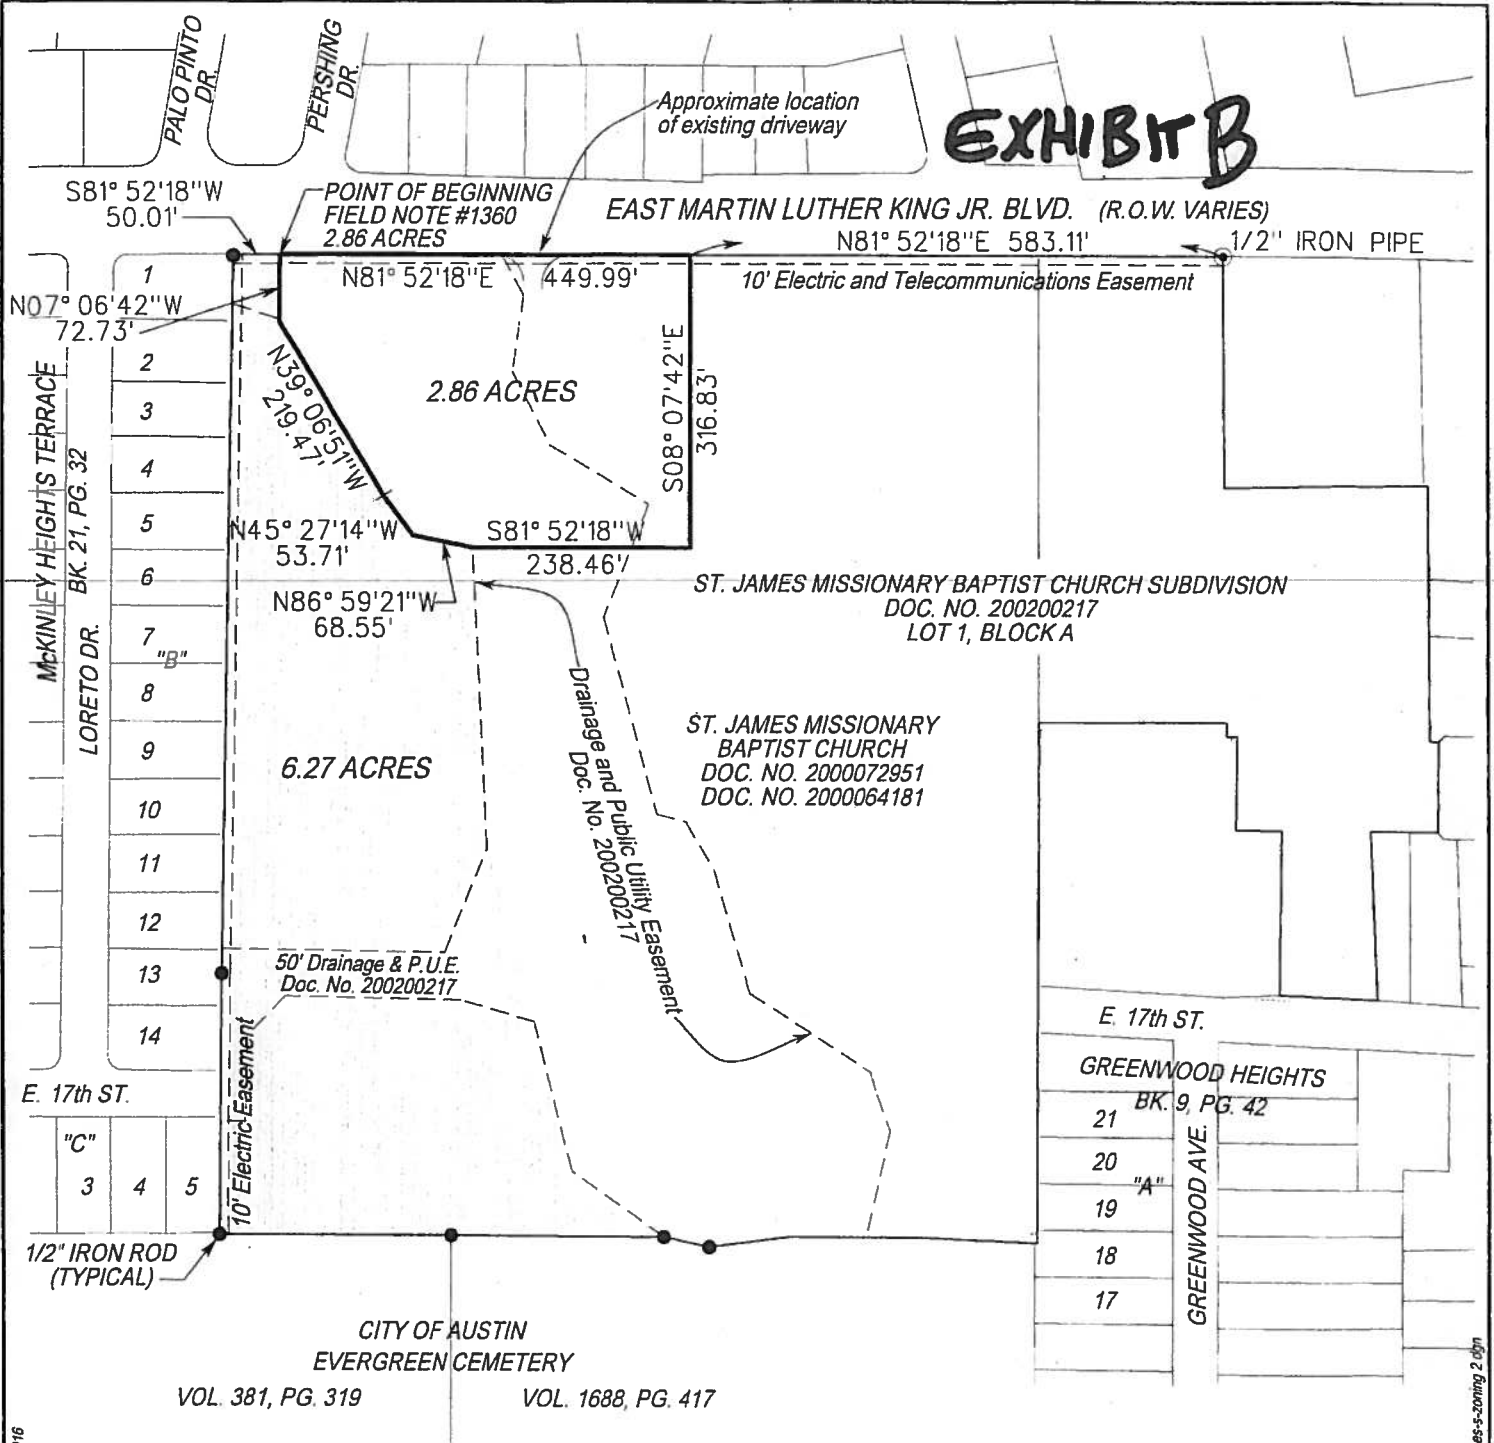 PALO PINTO
DR.
PERSHING
DR.
Approximate location
of existing driveway
EXHIBIT B
S81° 52'18"W
50.01'
POINT OF BEGINNING
FIELD NOTE #1360
2.86 ACRES
EAST MARTIN LUTHER KING JR. BLVD. (R.O.W. VARIES)
N81° 52'18"E 583.11'
1/2" IRON PIPE
N81° 52'18"E 449.99'
10' Electric and Telecommunications Easement
1
N07° 06'42"W
72.73'
2
3
4
5
6
7
"B"
8
9
10
11
12
13
14
McKINLEY HEIGHTS TERRACE
BK. 21, PG. 32
LORETO DR.
N39° 06'51"W
219.47'
2.86 ACRES
S08° 07'42"E
316.83'
N45° 27'14"W
53.71'
S81° 52'18"W
238.46'
N86° 59'21"W
68.55'
ST. JAMES MISSIONARY BAPTIST CHURCH SUBDIVISION
DOC. NO. 200200217
LOT 1, BLOCK A
Drainage and Public Utility Easement
Doc. No. 200200217
ST. JAMES MISSIONARY
BAPTIST CHURCH
DOC. NO. 2000072951
DOC. NO. 2000064181
6.27 ACRES
50' Drainage & P.U.E.
Doc. No. 200200217
10' Electric Easement
E. 17th ST.
E. 17th ST.
"C"
3
4
5
GREENWOOD HEIGHTS
BK. 9, PG. 42
21
20
"A"
19
18
17
GREENWOOD AVE.
1/2" IRON ROD
(TYPICAL)
CITY OF AUSTIN
EVERGREEN CEMETERY
VOL. 381, PG. 319
VOL. 1688, PG. 417
es-s-zoning 2 dgn